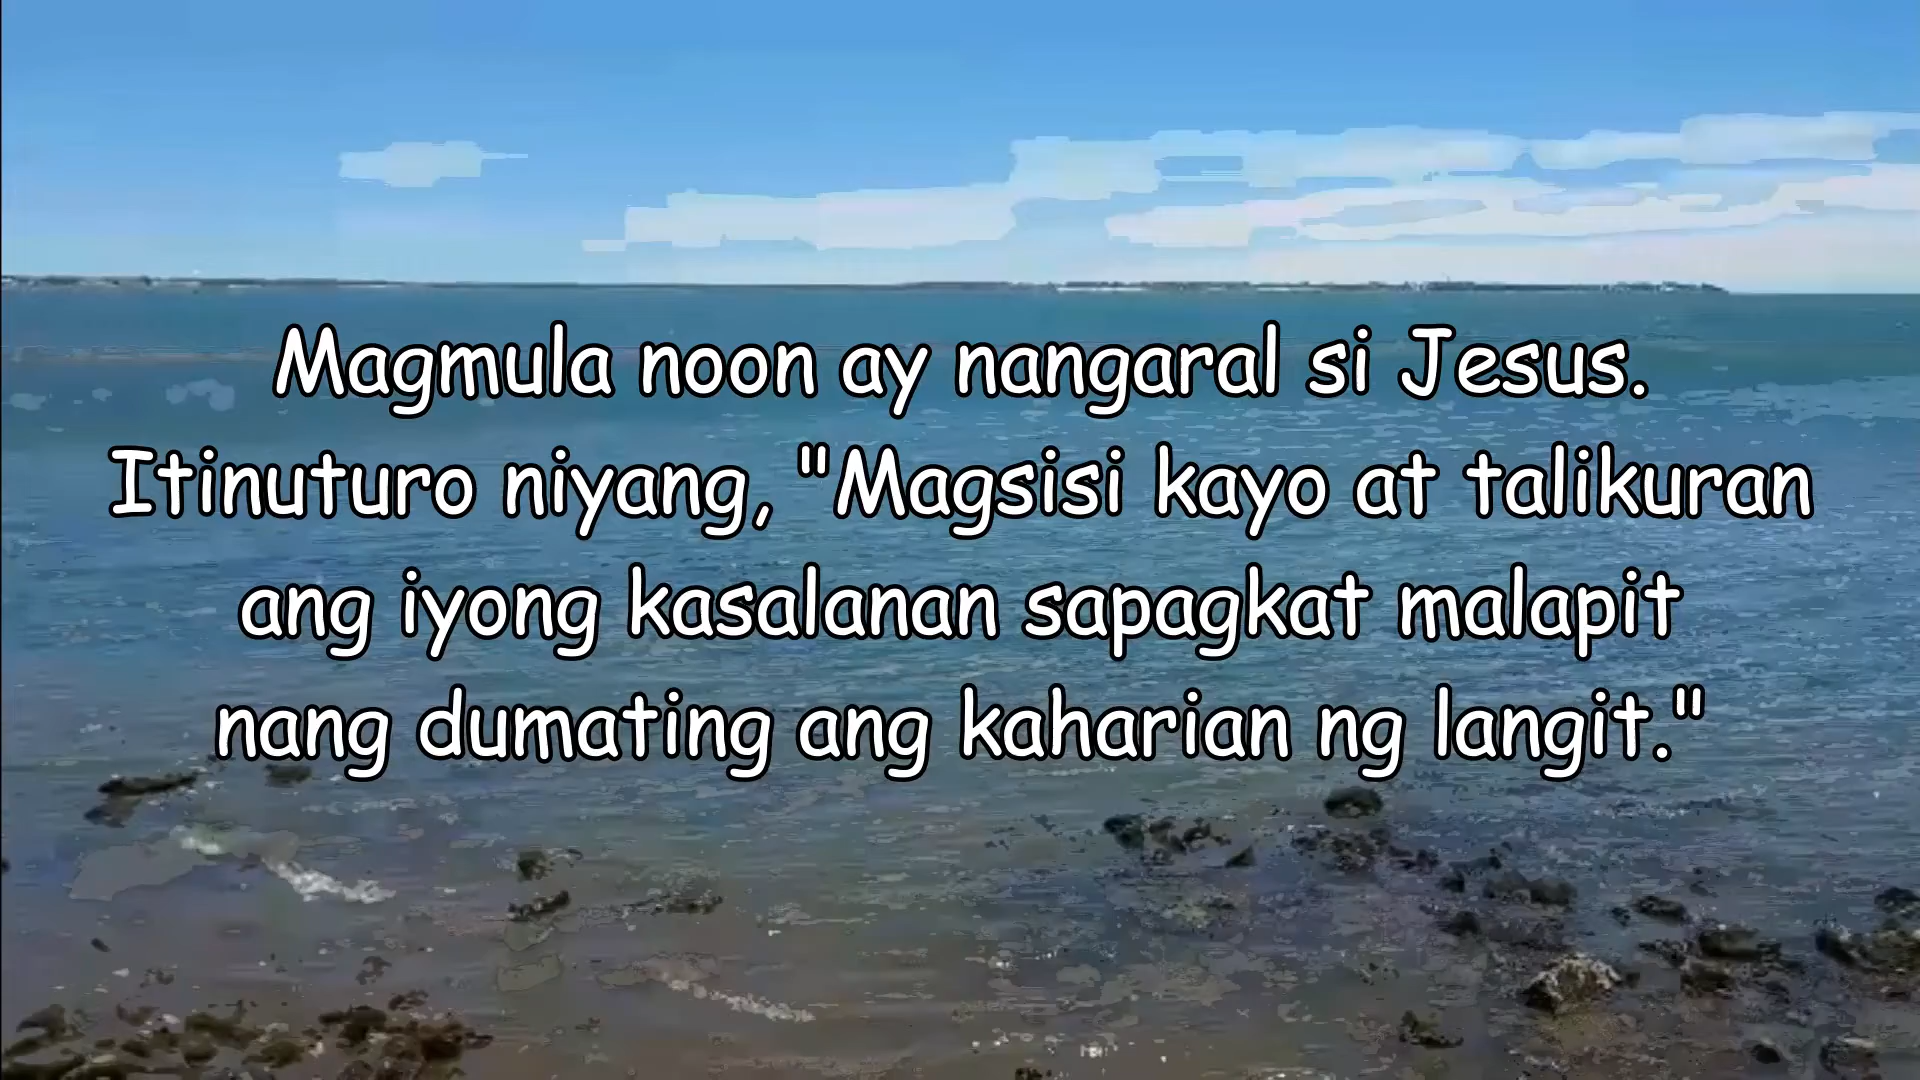 Magmula noon ay nangaral si Jesus.
Itinuturo niyang, "Magsisi kayo at talikuran
ang iyong kasalanan sapagkat malapit
nang dumating ang kaharian ng langit."